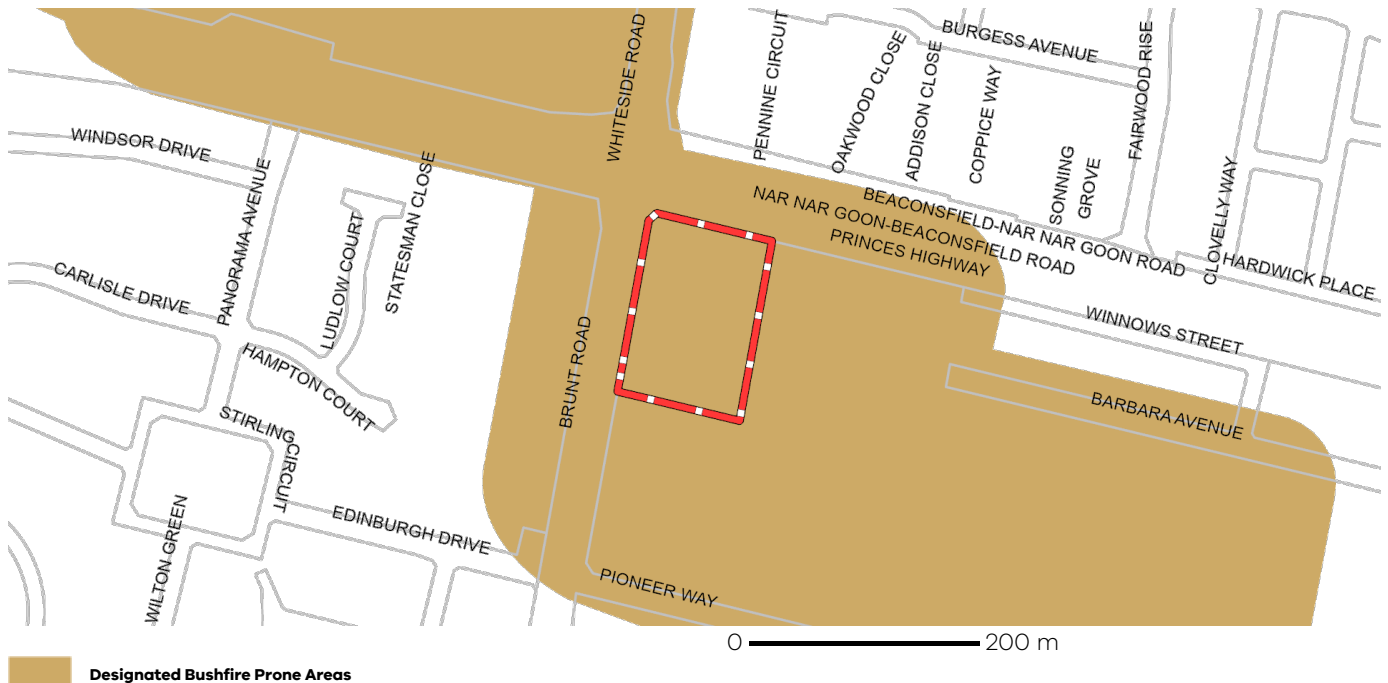 BURGESS AVENUE
WHITESIDE ROAD
PENNINE CIRCUIT
OAKWOOD CLOSE
ADDISON CLOSE
COPPICE WAY
FAIRWOOD RISE
WINDSOR DRIVE
PANORAMA AVENUE
STATESMAN CLOSE
LUDLOW COURT
SONNING
GROVE
CLOVELLY WAY
BEACONSFIELD-NAR NAR GOON ROAD
NAR NAR GOON-BEACONSFIELD ROAD
PRINCES HIGHWAY
HARDWICK PLACE
CARLISLE DRIVE
WINNOWS STREET
HAMPTON COURT
BRUNT ROAD
BARBARA AVENUE
STIRLING
CIRCUIT
EDINBURGH DRIVE
WILTON GREEN
PIONEER WAY
0 200 m
Designated Bushfire Prone Areas